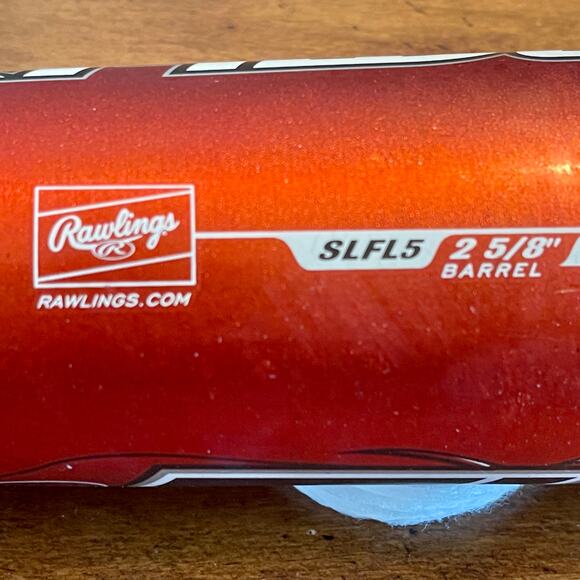 Rawlings
R
RAWLINGS.COM
SLFL5
2 5/8"
BARREL